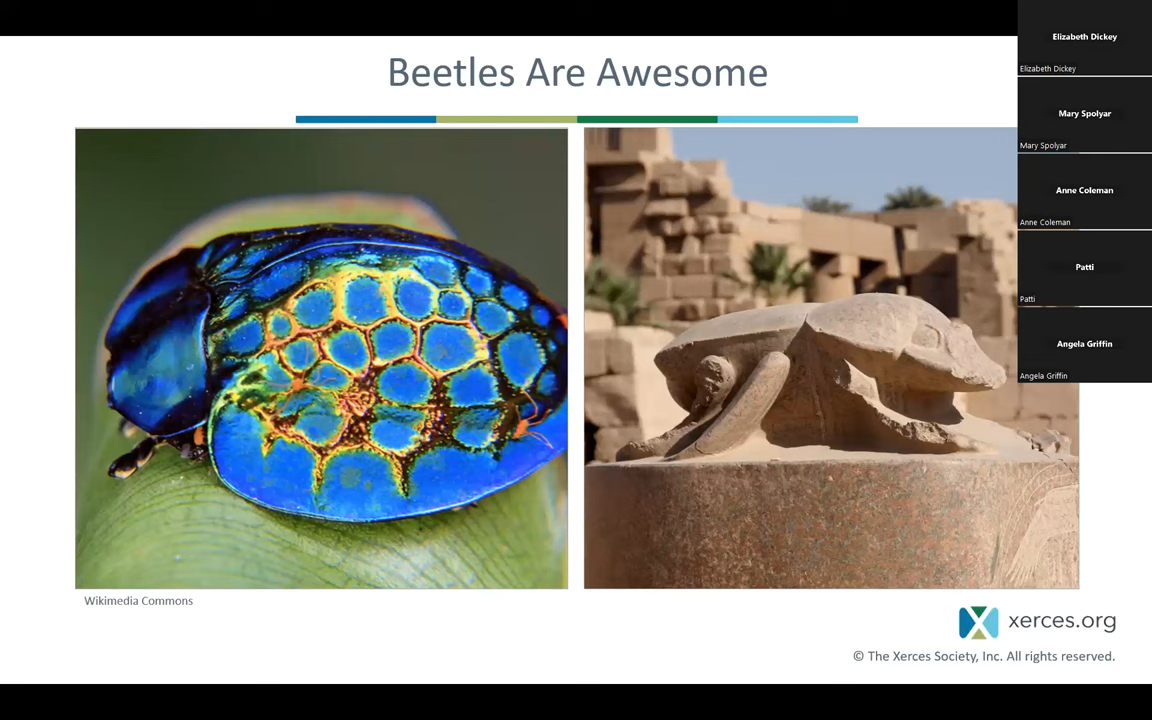 Beetles Are Awesome
Elizabeth Dickey
Elizabeth Dickey
Mary Spolyar
Mary Spolyar
Anne Coleman
Anne Coleman
Patti
Patti
Angela Griffin
Angela Griffin
Wikimedia Commons
xerces.org
© The Xerces Society, Inc. All rights reserved.